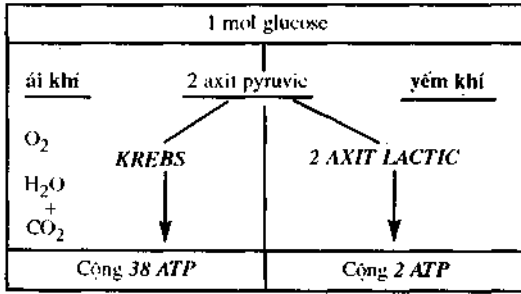 1 mol glucose
ái khí 2 axit pyruvic yếm khí
O₂
KREBS 2 AXIT LACTIC
H₂O
+
CO₂
Cộng 38 ATP Cộng 2 ATP